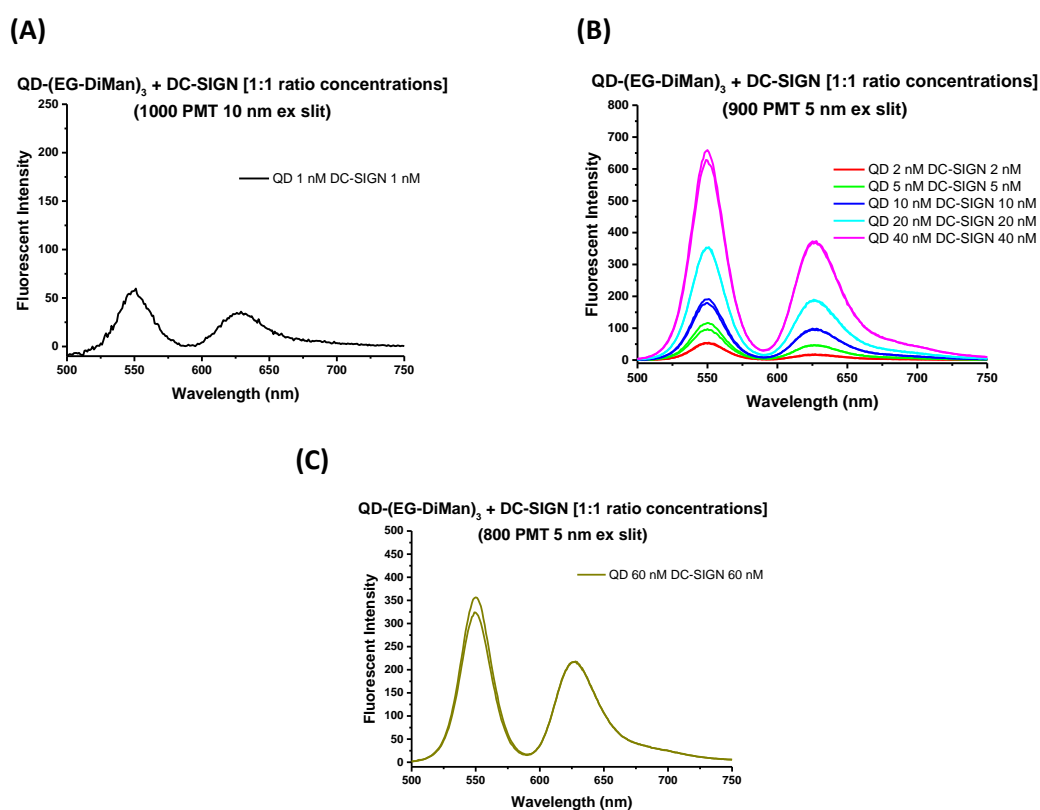 (A)
QD-(EG-DiMan)3 + DC-SIGN [1:1 ratio concentrations]
(1000 PMT 10 nm ex slit)
250
200
150
100
50
0
Fluorescent Intensity
QD 1 nM DC-SIGN 1 nM
500 550 600 650 700 750
Wavelength (nm)
(B)
QD-(EG-DiMan)3 + DC-SIGN [1:1 ratio concentrations]
(900 PMT 5 nm ex slit)
800
700
600
500
400
300
200
100
0
Fluorescent Intensity
QD 2 nM DC-SIGN 2 nM
QD 5 nM DC-SIGN 5 nM
QD 10 nM DC-SIGN 10 nM
QD 20 nM DC-SIGN 20 nM
QD 40 nM DC-SIGN 40 nM
500 550 600 650 700 750
Wavelength (nm)
(C)
QD-(EG-DiMan)3 + DC-SIGN [1:1 ratio concentrations]
(800 PMT 5 nm ex slit)
500
450
400
350
300
250
200
150
100
50
0
Fluorescent Intensity
QD 60 nM DC-SIGN 60 nM
500 550 600 650 700 750
Wavelength (nm)